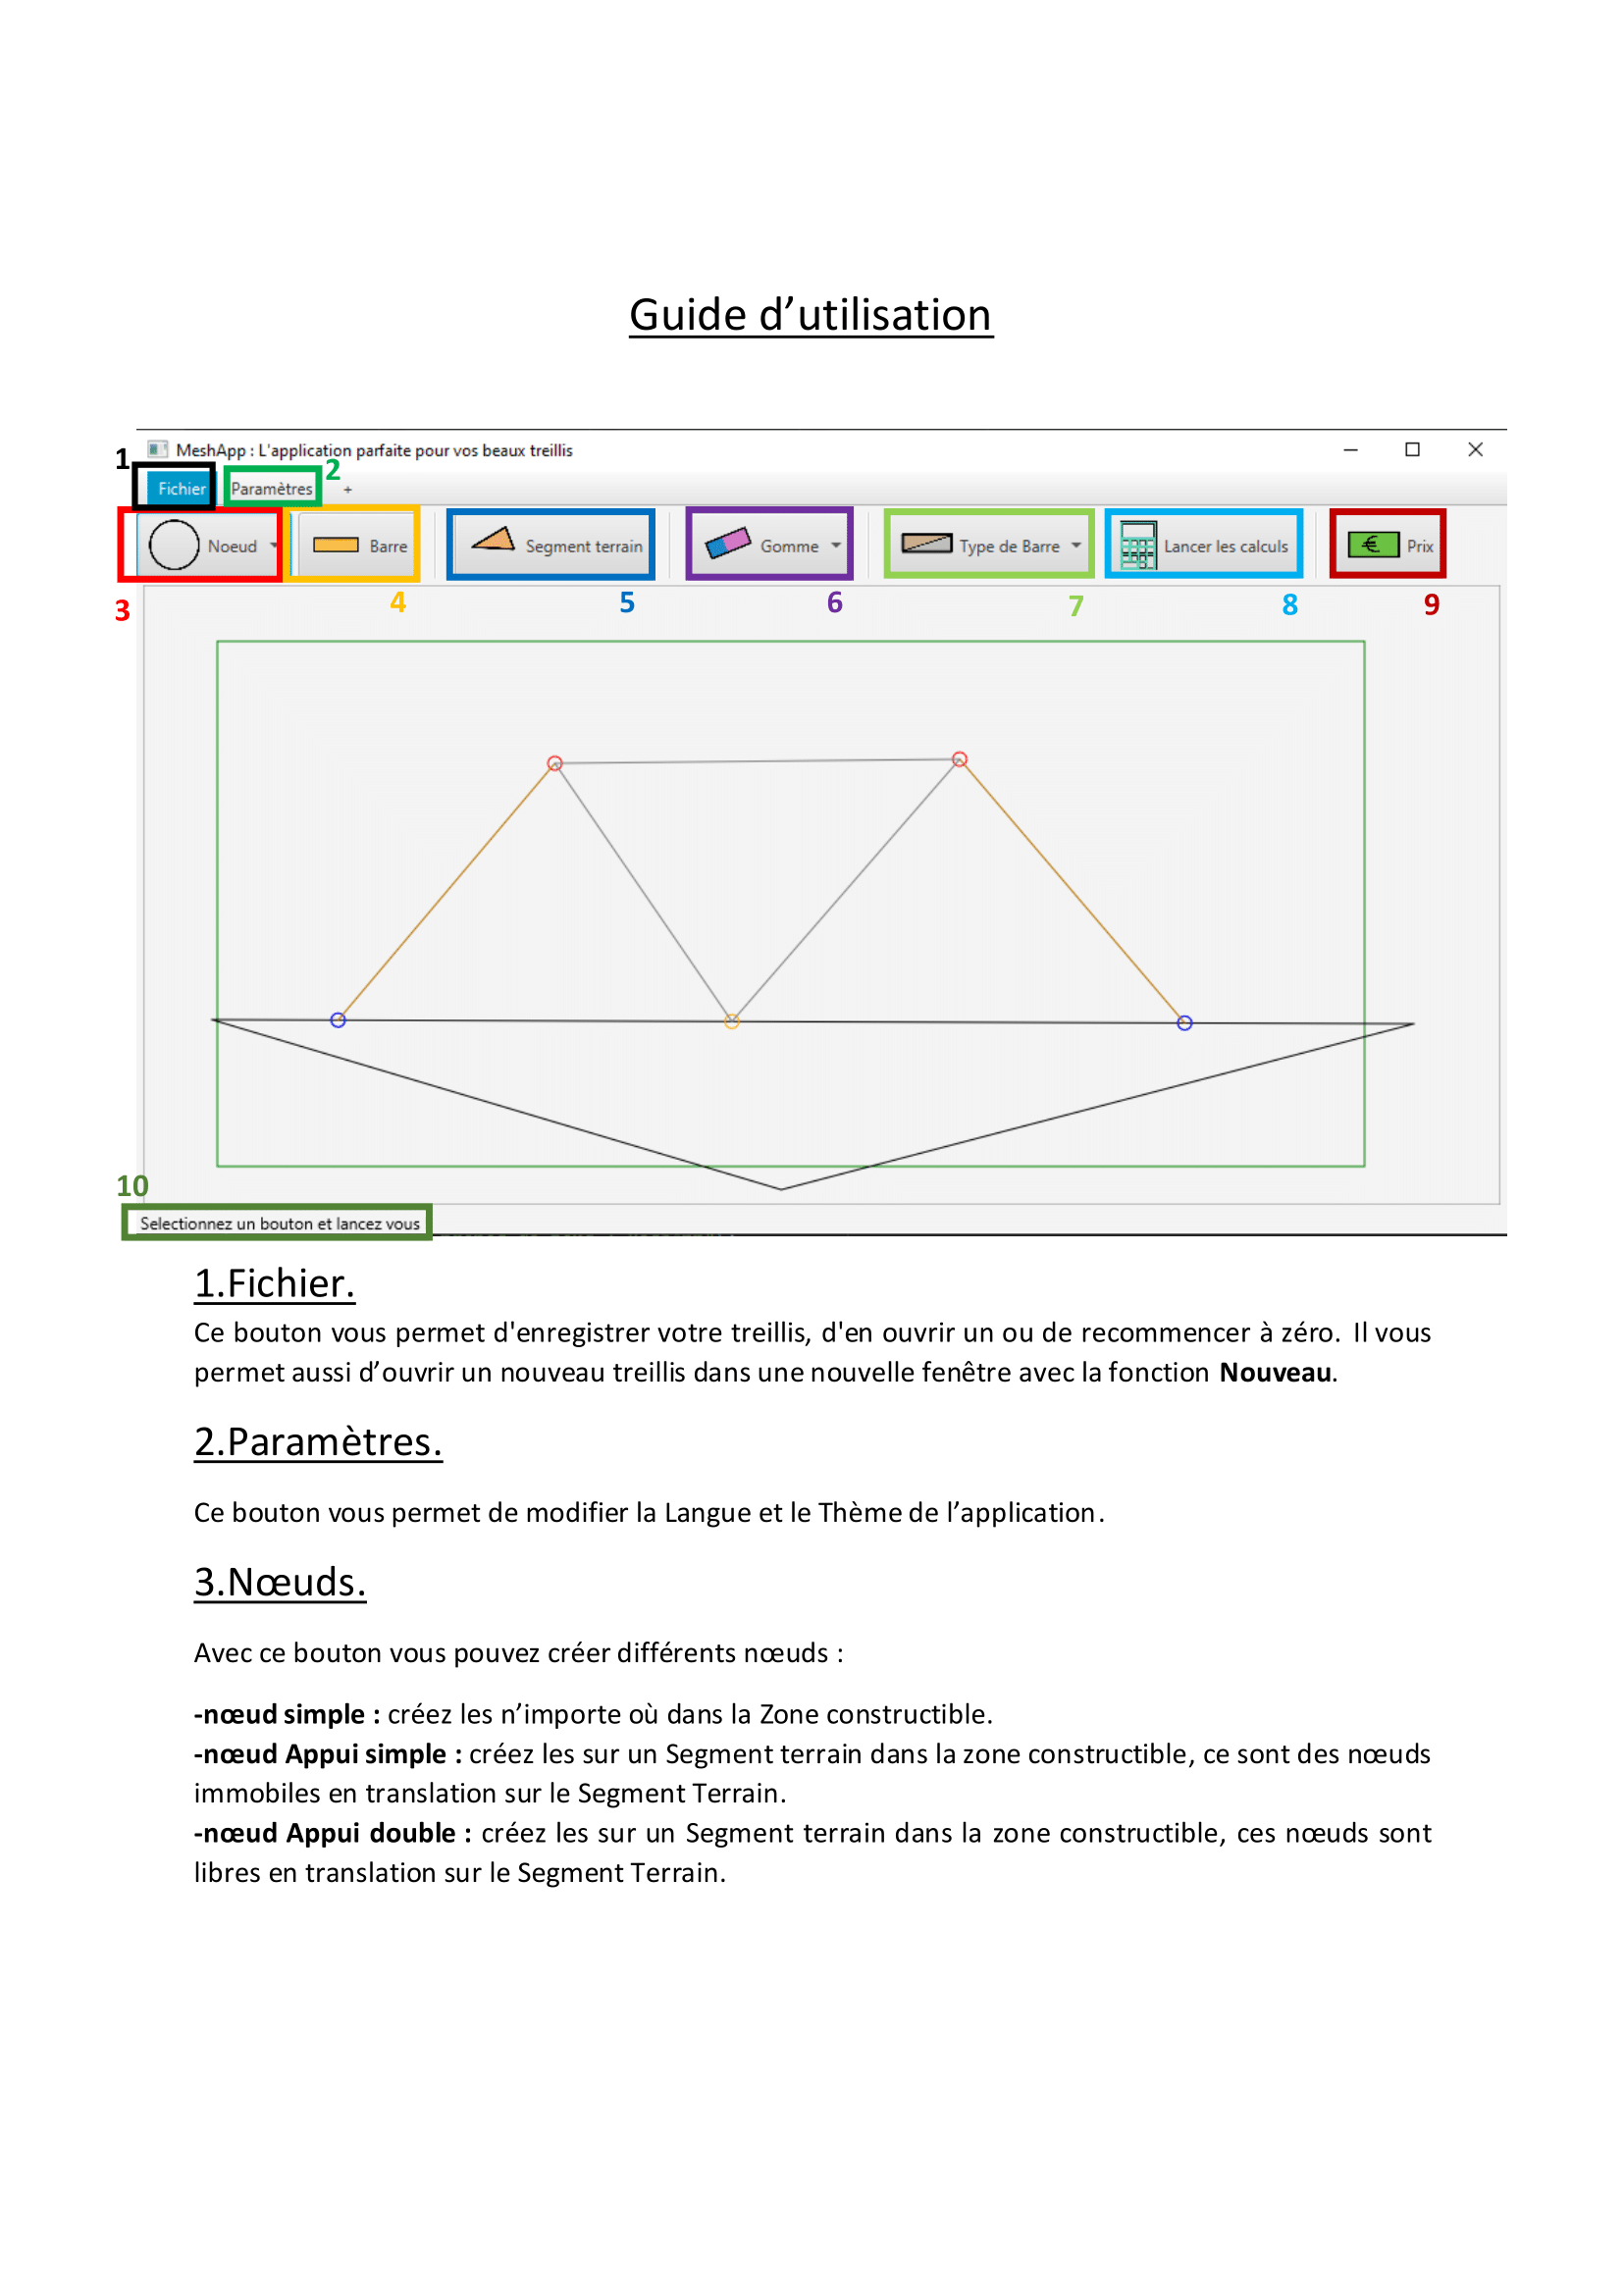 Guide d’utilisation
MeshApp : L'application parfaite pour vos beaux treillis
1
Fichier
Paramètres
2
+
Noeud
Barre
Segment terrain
Gomme
Type de Barre
Lancer les calculs
€
Prix
3
4
5
6
7
8
9
10
Selectionnez un bouton et lancez vous
1.Fichier.
Ce bouton vous permet d'enregistrer votre treillis, d'en ouvrir un ou de recommencer à zéro. Il vous
permet aussi d’ouvrir un nouveau treillis dans une nouvelle fenêtre avec la fonction Nouveau.
2.Paramètres.
Ce bouton vous permet de modifier la Langue et le Thème de l’application.
3.Nœuds.
Avec ce bouton vous pouvez créer différents nœuds :
-nœud simple : créez les n’importe où dans la Zone constructible.
-nœud Appui simple : créez les sur un Segment terrain dans la zone constructible, ce sont des nœuds
immobiles en translation sur le Segment Terrain.
-nœud Appui double : créez les sur un Segment terrain dans la zone constructible, ces nœuds sont
libres en translation sur le Segment Terrain.